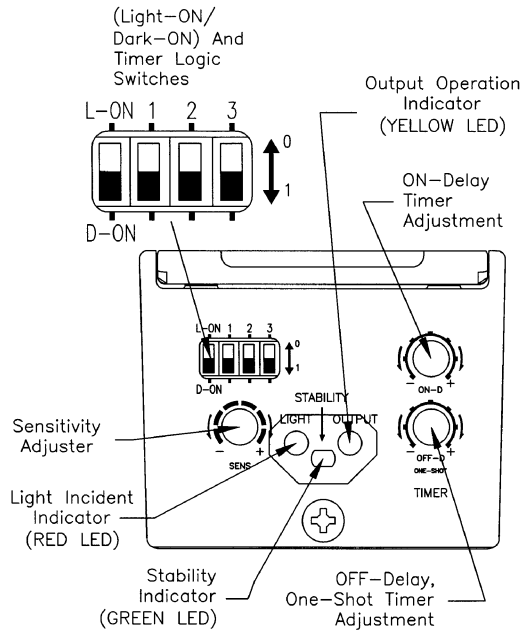 (Light-ON/
Dark-ON) And
Timer Logic
Switches
L-ON 1 2 3
0
1
D-ON
Output Operation
Indicator
(YELLOW LED)
ON-Delay
Timer
Adjustment
L-ON 1 2 3
0
1
D-ON
- ON-D +
STABILITY
LIGHT OUTPUT
- SENS +
- OFF-D +
ONE-SHOT
TIMER
Sensitivity
Adjuster
Light Incident
Indicator
(RED LED)
Stability
Indicator
(GREEN LED)
OFF-Delay,
One-Shot Timer
Adjustment